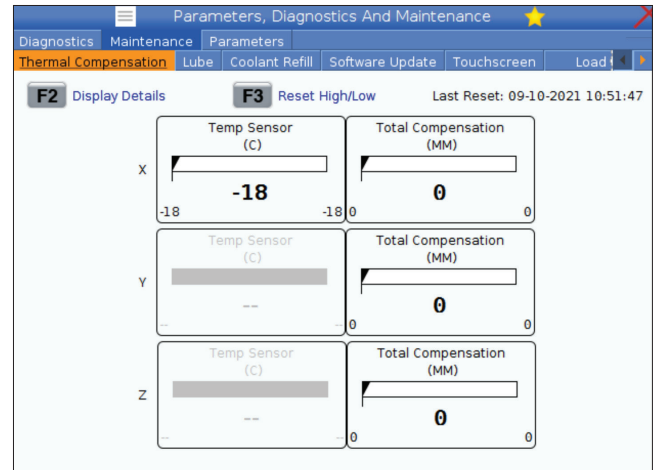 Parameters, Diagnostics And Maintenance
Diagnostics Maintenance Parameters
Thermal Compensation Lube Coolant Refill Software Update Touchscreen Load
F2 Display Details F3 Reset High/Low Last Reset: 09-10-2021 10:51:47
Temp Sensor Total Compensation
(C) (MM)
X
-18 0
-18 -18 0 0
Temp Sensor Total Compensation
(C) (MM)
Y
-- 0
-- -- 0 0
Temp Sensor Total Compensation
(C) (MM)
Z
-- 0
-- -- 0 0